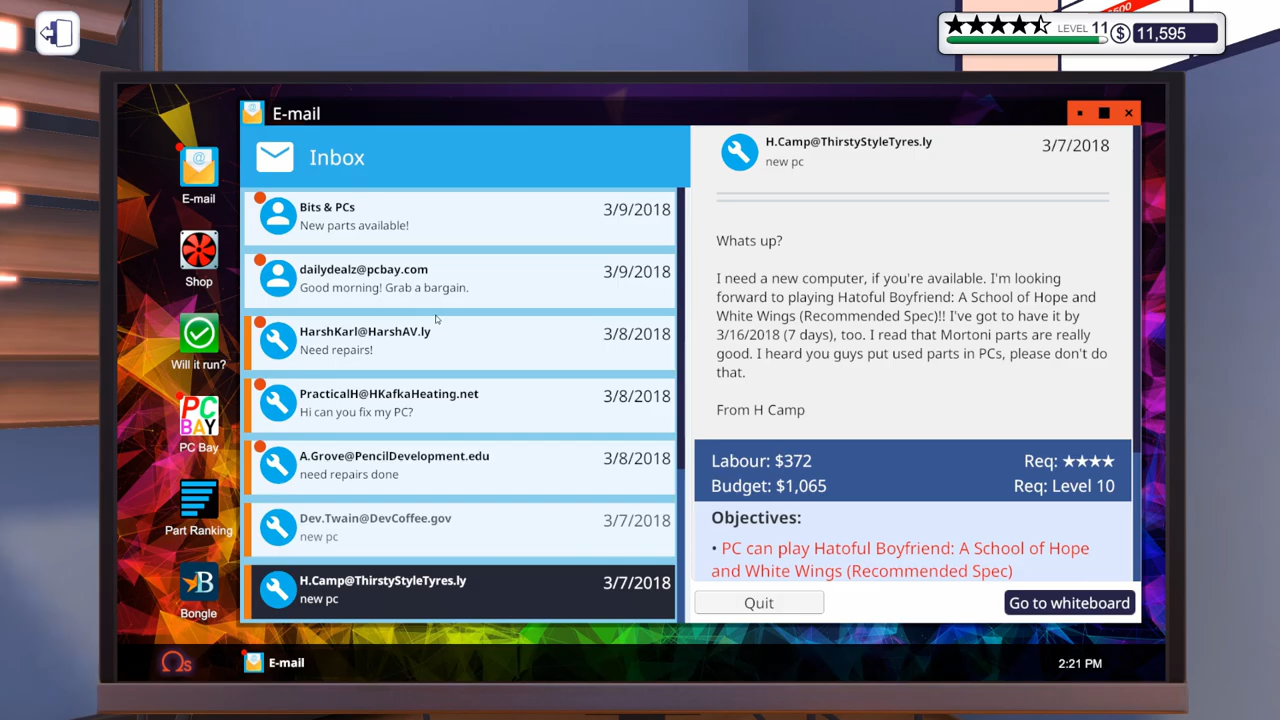 500
LEVEL 11
$ 11,595
E-mail
Inbox
Bits & PCs
3/9/2018
New parts available!
dailydealz@pcbay.com
3/9/2018
Good morning! Grab a bargain.
HarshKarl@HarshAV.ly
3/8/2018
Need repairs!
PracticalH@HKafkaHeating.net
3/8/2018
Hi can you fix my PC?
A.Grove@PencilDevelopment.edu
3/8/2018
need repairs done
Dev.Twain@DevCoffee.gov
3/7/2018
new pc
H.Camp@ThirstyStyleTyres.ly
3/7/2018
new pc
H.Camp@ThirstyStyleTyres.ly
3/7/2018
new pc
Whats up?
I need a new computer, if you're available. I'm looking
forward to playing Hatoful Boyfriend: A School of Hope and
White Wings (Recommended Spec)!! I've got to have it by
3/16/2018 (7 days), too. I read that Mortoni parts are really
good. I heard you guys put used parts in PCs, please don't do
that.
From H Camp
Labour: $372
Req: ★★★★
Budget: $1,065
Req: Level 10
Objectives:
• PC can play Hatoful Boyfriend: A School of Hope
and White Wings (Recommended Spec)
Quit
Go to whiteboard
E-mail
Shop
Will it run?
PC
BAY
PC Bay
Part Ranking
B
Bongle
Ωs
E-mail
2:21 PM